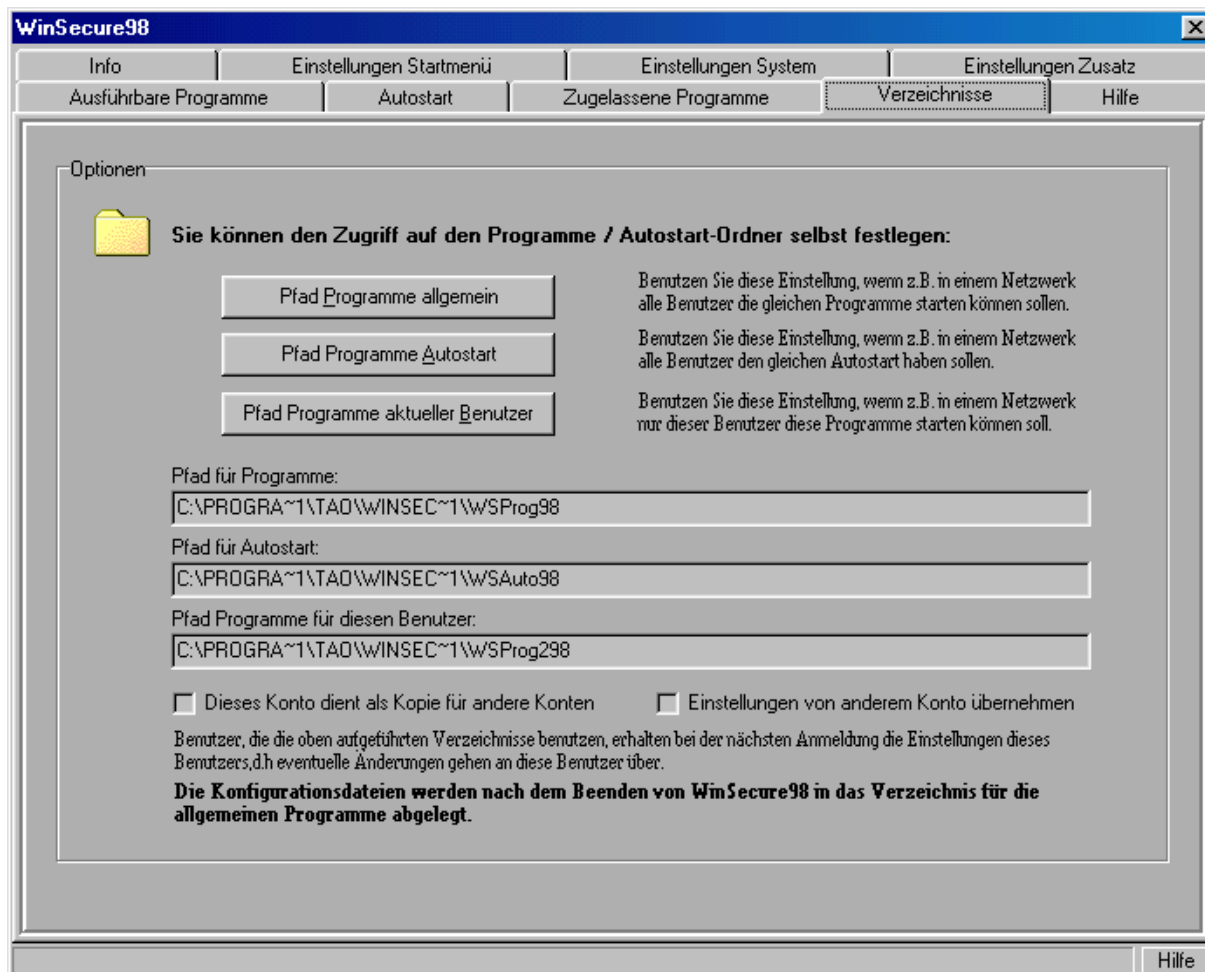 WinSecure98
Info
Einstellungen Startmenü
Einstellungen System
Einstellungen Zusatz
Ausführbare Programme
Autostart
Zugelassene Programme
Verzeichnisse
Hilfe
Optionen
Sie können den Zugriff auf den Programme / Autostart-Ordner selbst festlegen:
Pfad Programme allgemein
Benutzen Sie diese Einstellung, wenn z.B. in einem Netzwerk
alle Benutzer die gleichen Programme starten können sollen.
Pfad Programme Autostart
Benutzen Sie diese Einstellung, wenn z.B. in einem Netzwerk
alle Benutzer den gleichen Autostart haben sollen.
Pfad Programme aktueller Benutzer
Benutzen Sie diese Einstellung, wenn z.B. in einem Netzwerk
nur dieser Benutzer diese Programme starten können soll.
Pfad für Programme:
C:\PROGRA~1\TAO\WINSEC~1\WSProg98
Pfad für Autostart:
C:\PROGRA~1\TAO\WINSEC~1\WSAuto98
Pfad Programme für diesen Benutzer:
C:\PROGRA~1\TAO\WINSEC~1\WSProg298
Dieses Konto dient als Kopie für andere Konten
Einstellungen von anderem Konto übernehmen
Benutzer, die die oben aufgeführten Verzeichnisse benutzen, erhalten bei der nächsten Anmeldung die Einstellungen dieses
Benutzers,d.h eventuelle Änderungen gehen an diese Benutzer über.
Die Konfigurationsdateien werden nach dem Beenden von WinSecure98 in das Verzeichnis für die
allgemeinen Programme abgelegt.
Hilfe